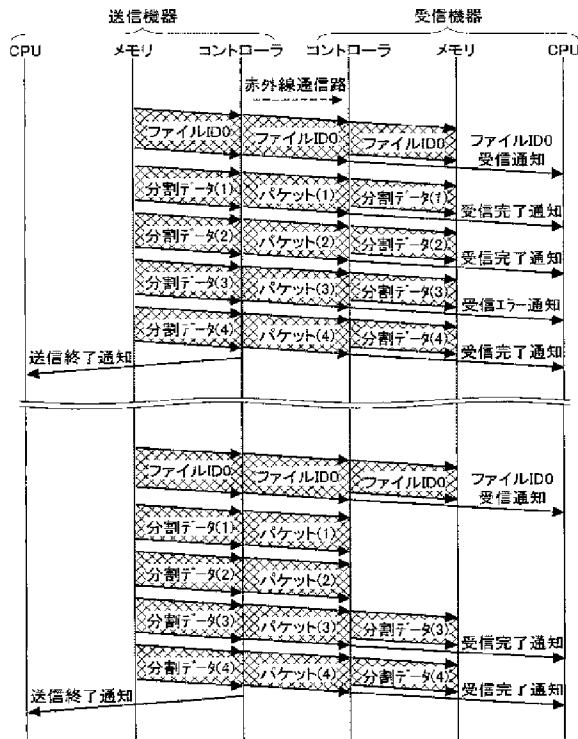 送信機器 受信機器
CPU メモリ コントローラ コントローラ メモリ CPU
赤外線通信路
ファイルID0 ファイルID0 ファイルID0 ファイルID0
受信通知
分割データ(1) パケット(1) 分割データ(1) 受信完了通知
分割データ(2) パケット(2) 分割データ(2) 受信完了通知
分割データ(3) パケット(3) 分割データ(3) 受信エラー通知
分割データ(4) パケット(4) 分割データ(4) 受信完了通知
送信終了通知
ファイルID0 ファイルID0 ファイルID0 ファイルID0
受信通知
分割データ(1) パケット(1)
分割データ(2) パケット(2)
分割データ(3) パケット(3) 分割データ(3) 受信完了通知
分割データ(4) パケット(4) 分割データ(4) 受信完了通知
送信終了通知